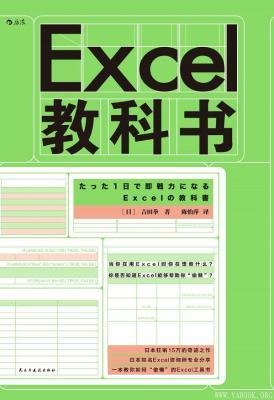 后浪
Excel
教科书
たった1日で即戦力になる
Excelの教科書
［日］吉田拳 著 陈怡萍 译
当你在用Excel时你在想些什么？
你是否知道Excel能够帮助你“偷懒”？
日本狂销15万的奇迹之作
日本知名Excel咨询师专业分享
一本教你如何“偷懒”的Excel工具书
民主与建设出版社
WWW.YABOOK.ORG